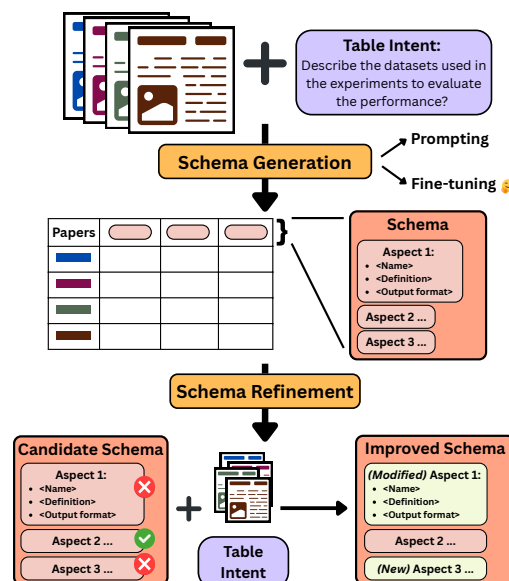 Table Intent:
Describe the datasets used in
the experiments to evaluate
the performance?
Schema Generation
Prompting
Fine-tuning 🤗
Papers
Schema
Aspect 1:
• <Name>
• <Definition>
• <Output format>
Aspect 2 ...
Aspect 3 ...
Schema Refinement
Candidate Schema
Aspect 1:
• <Name>
• <Definition>
• <Output format>
Aspect 2 ...
Aspect 3 ...
Table
Intent
Improved Schema
(Modified) Aspect 1:
• <Name>
• <Definition>
• <Output format>
Aspect 2 ...
(New) Aspect 3 ...